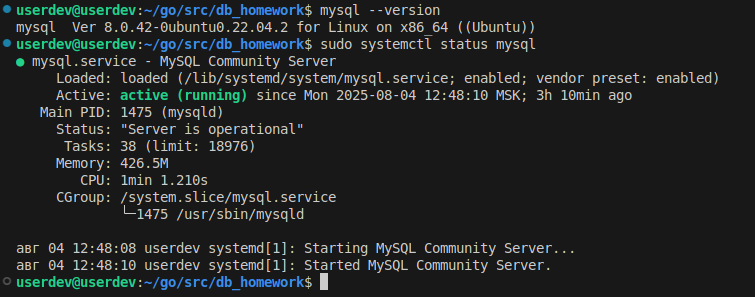 userdev@userdev:~/go/src/db_homework$ mysql --version
mysql  Ver 8.0.42-0ubuntu0.22.04.2 for Linux on x86_64 ((Ubuntu))
userdev@userdev:~/go/src/db_homework$ sudo systemctl status mysql
● mysql.service - MySQL Community Server
     Loaded: loaded (/lib/systemd/system/mysql.service; enabled; vendor preset: enabled)
     Active: active (running) since Mon 2025-08-04 12:48:10 MSK; 3h 10min ago
   Main PID: 1475 (mysqld)
     Status: "Server is operational"
      Tasks: 38 (limit: 18976)
     Memory: 426.5M
        CPU: 1min 1.210s
     CGroup: /system.slice/mysql.service
             └─1475 /usr/sbin/mysqld
авг 04 12:48:08 userdev systemd[1]: Starting MySQL Community Server...
авг 04 12:48:10 userdev systemd[1]: Started MySQL Community Server.
userdev@userdev:~/go/src/db_homework$